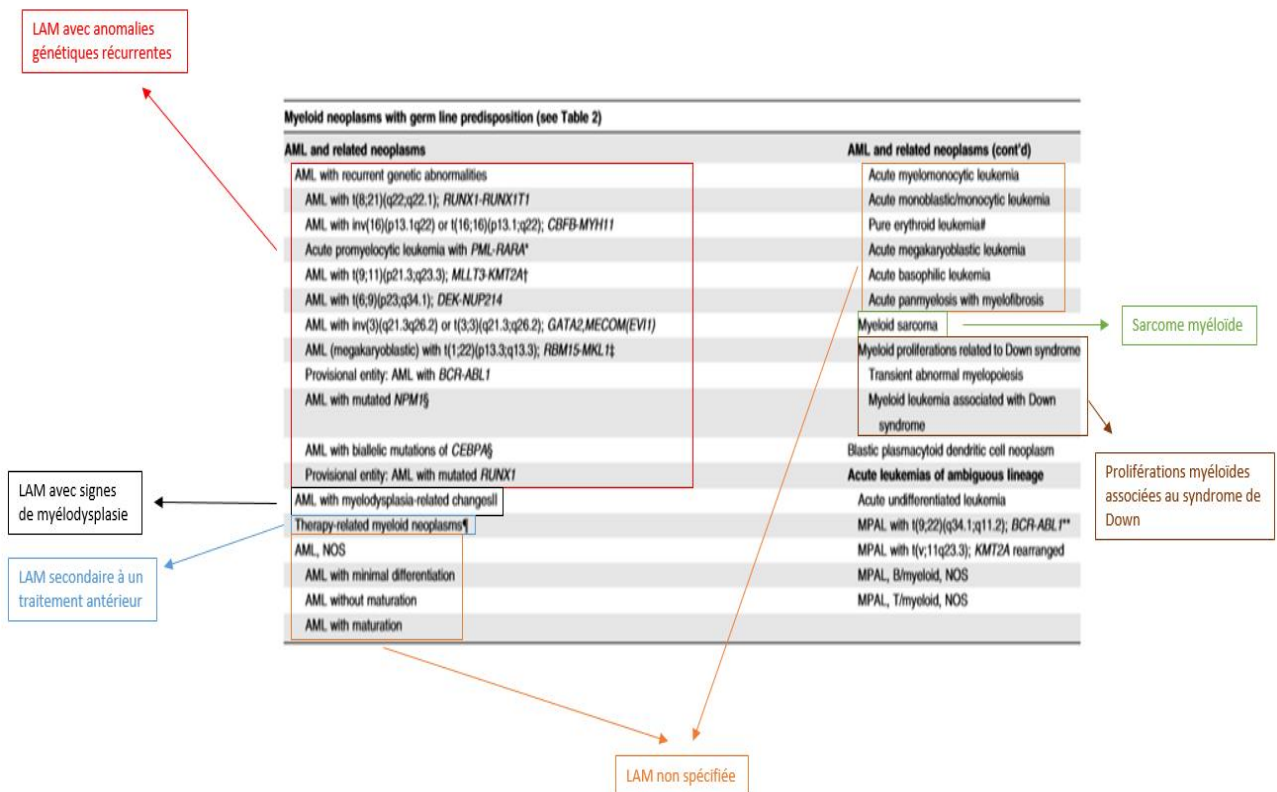 LAM avec anomalies
génétiques récurrentes
Myeloid neoplasms with germ line predisposition (see Table 2)
AML and related neoplasms
AML with recurrent genetic abnormalities
AML with t(8;21)(q22;q22.1); RUNX1-RUNX1T1
AML with inv(16)(p13.1q22) or t(16;16)(p13.1;q22); CBFB-MYH11
Acute promyelocytic leukemia with PML-RARA*
AML with t(9;11)(p21.3;q23.3); MLLT3-KMT2A†
AML with t(6;9)(p23;q34.1); DEK-NUP214
AML with inv(3)(q21.3q26.2) or t(3;3)(q21.3;q26.2); GATA2,MECOM(EVI1)
AML (megakaryoblastic) with t(1;22)(p13.3;q13.3); RBM15-MKL1‡
Provisional entity: AML with BCR-ABL1
AML with mutated NPM1§
AML with biallelic mutations of CEBPA§
Provisional entity: AML with mutated RUNX1
AML with myelodysplasia-related changes||
Therapy-related myeloid neoplasms¶
AML, NOS
AML with minimal differentiation
AML without maturation
AML with maturation
AML and related neoplasms (cont'd)
Acute myelomonocytic leukemia
Acute monoblastic/monocytic leukemia
Pure erythroid leukemia#
Acute megakaryoblastic leukemia
Acute basophilic leukemia
Acute panmyelosis with myelofibrosis
Myeloid sarcoma
Myeloid proliferations related to Down syndrome
Transient abnormal myelopoiesis
Myeloid leukemia associated with Down
syndrome
Blastic plasmacytoid dendritic cell neoplasm
Acute leukemias of ambiguous lineage
Acute undifferentiated leukemia
MPAL with t(9;22)(q34.1;q11.2); BCR-ABL1**
MPAL with t(v;11q23.3); KMT2A rearranged
MPAL, B/myeloid, NOS
MPAL, T/myeloid, NOS
Sarcome myéloïde
Proliférations myéloïdes
associées au syndrome de
Down
LAM avec signes
de myélodysplasie
LAM secondaire à un
traitement antérieur
LAM non spécifiée